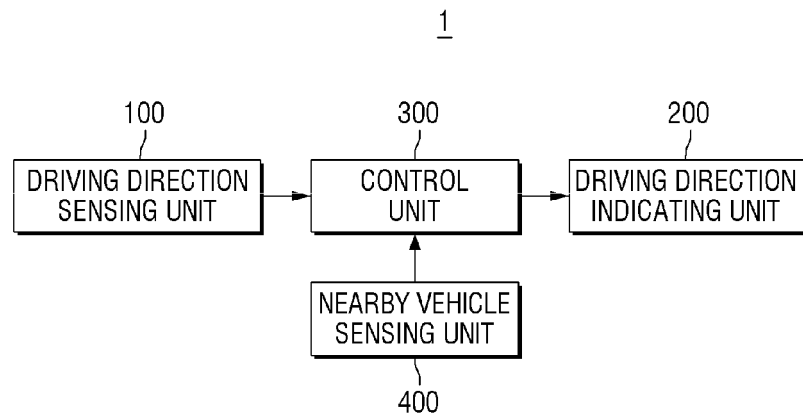 1
100
300
200
DRIVING DIRECTION
SENSING UNIT
CONTROL
UNIT
DRIVING DIRECTION
INDICATING UNIT
NEARBY VEHICLE
SENSING UNIT
400